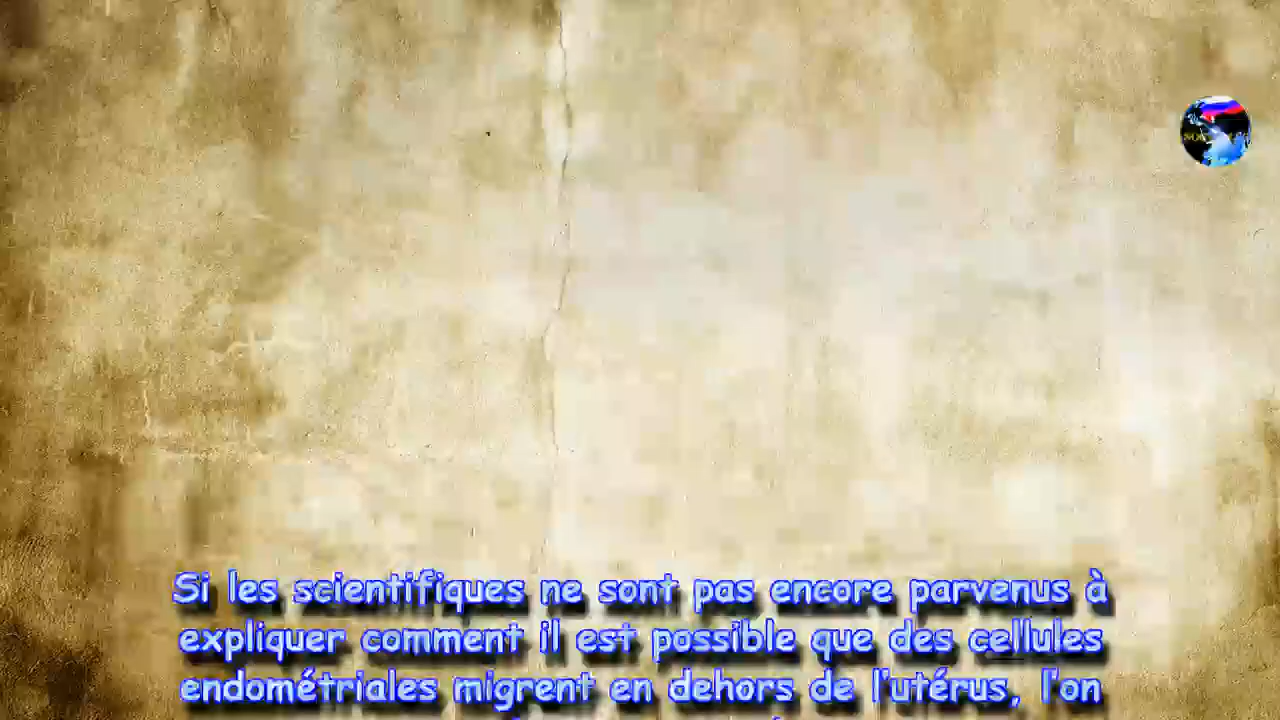 Si les scientifiques ne sont pas encore parvenus à
expliquer comment il est possible que des cellules
endométriales migrent en dehors de l'utérus, l'on